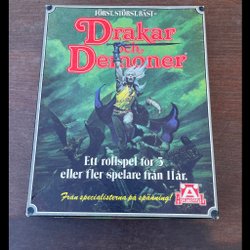 FÖRST, STÖRST, BÄST-
Drakar
och
Demoner
Ett rollspel för 3
eller fler spelare från 11 år.
Från specialisterna på spänning!